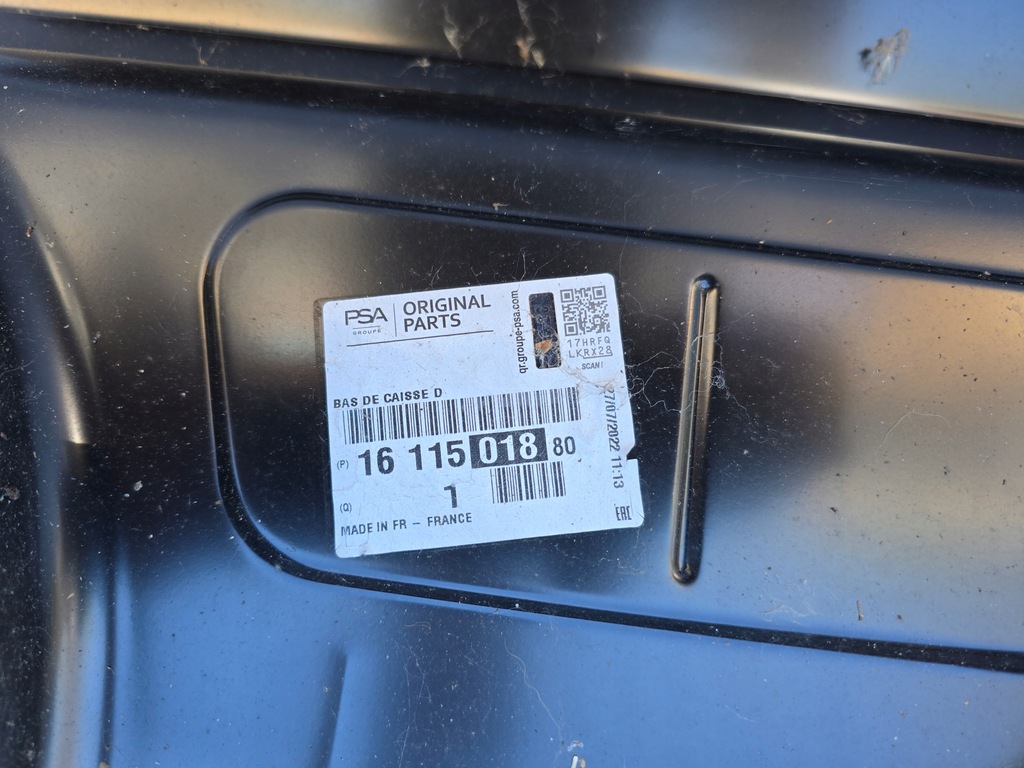 PSA
GROUPE
ORIGINAL
PARTS
qr.groupe-psa.com
17HRFQ
LKRX28
SCAN!
BAS DE CAISSE D
(P) 16 115 018 80
(Q) 1
MADE IN FR - FRANCE
27/07/2022 11:13
EAC